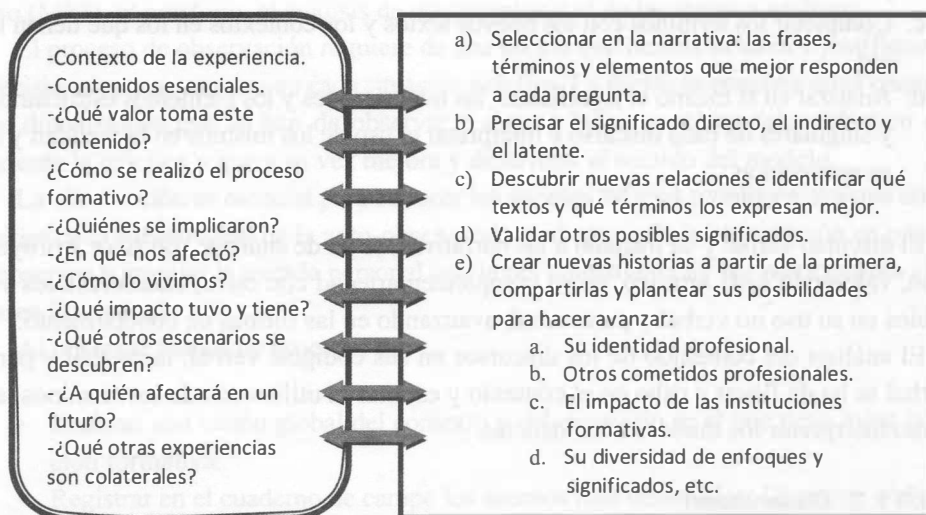 -Contexto de la experiencia.
-Contenidos esenciales.
-¿Qué valor toma este
contenido?
¿Cómo se realizó el proceso
formativo?
-¿Quiénes se implicaron?
-¿En qué nos afectó?
-¿Cómo lo vivimos?
-¿Qué impacto tuvo y tiene?
-¿Qué otros escenarios se
descubren?
- ¿A quién afectará en un
futuro?
-¿Qué otras experiencias
son colaterales?
a) Seleccionar en la narrativa: las frases,
términos y elementos que mejor responden
a cada pregunta.
b) Precisar el significado directo, el indirecto y
el latente.
c) Descubrir nuevas relaciones e identificar qué
textos y qué términos lo expresan mejor.
d) Validar otros posibles significados.
e) Crear nuevas historias a partir de la primera,
compartirlas y plantear sus posibilidades
para hacer avanzar:
a. Su identidad profesional.
b. Otros cometidos profesionales.
c. El impacto en las instituciones
formativas.
d. Su diversidad de enfoques y
significados, etc.